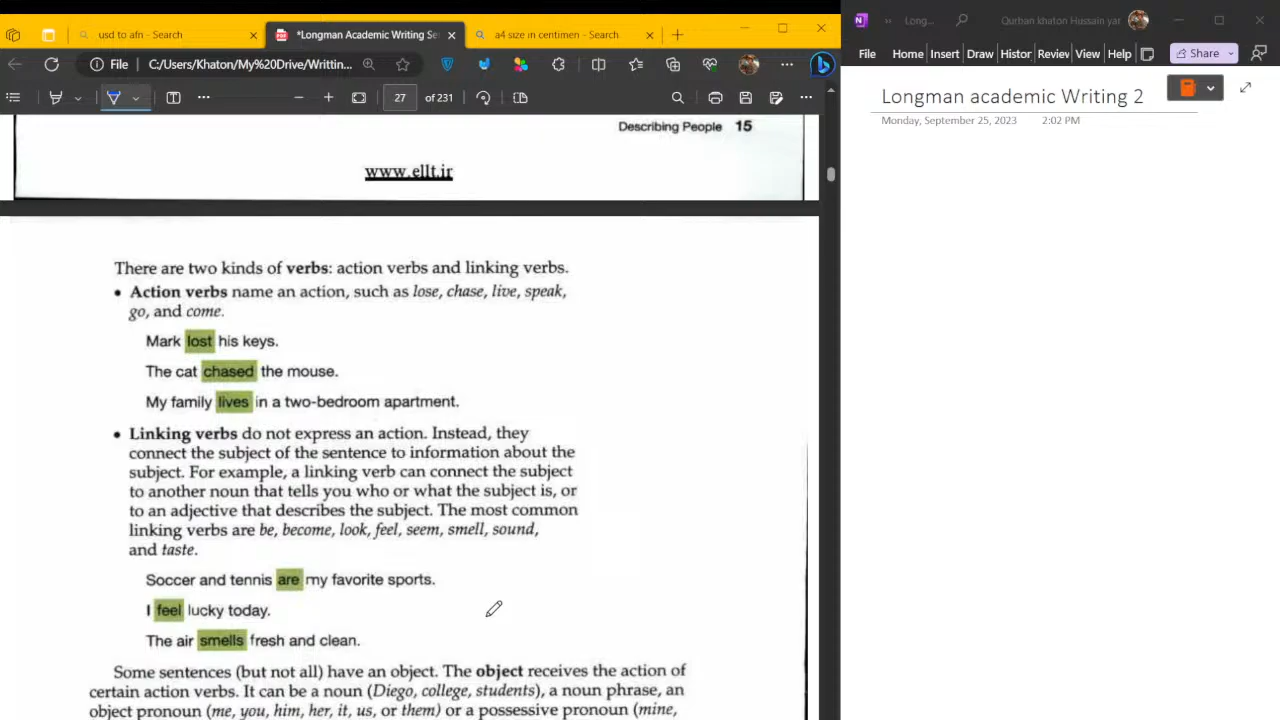 usd to afn - Search
*Longman Academic Writing Se
a4 size in centimen - Search
Long...
Qurban khuton Hussain yar
File
C:/Users/Khaton/My%20Drive/Writtin...
File Home Insert Draw Histor Review View Help
Share
27 of 231
Longman academic Writing 2
Monday, September 25, 2023 2:02 PM
Describing People 15
www.ellt.ir
There are two kinds of verbs: action verbs and linking verbs.
• Action verbs name an action, such as lose, chase, live, speak,
go, and come.
Mark lost his keys.
The cat chased the mouse.
My family lives in a two-bedroom apartment.
• Linking verbs do not express an action. Instead, they
connect the subject of the sentence to information about the
subject. For example, a linking verb can connect the subject
to another noun that tells you who or what the subject is, or
to an adjective that describes the subject. The most common
linking verbs are be, become, look, feel, seem, smell, sound,
and taste.
Soccer and tennis are my favorite sports.
I feel lucky today.
The air smells fresh and clean.
Some sentences (but not all) have an object. The object receives the action of
certain action verbs. It can be a noun (Diego, college, students), a noun phrase, an
object pronoun (me, you, him, her, it, us, or them) or a possessive pronoun (mine,